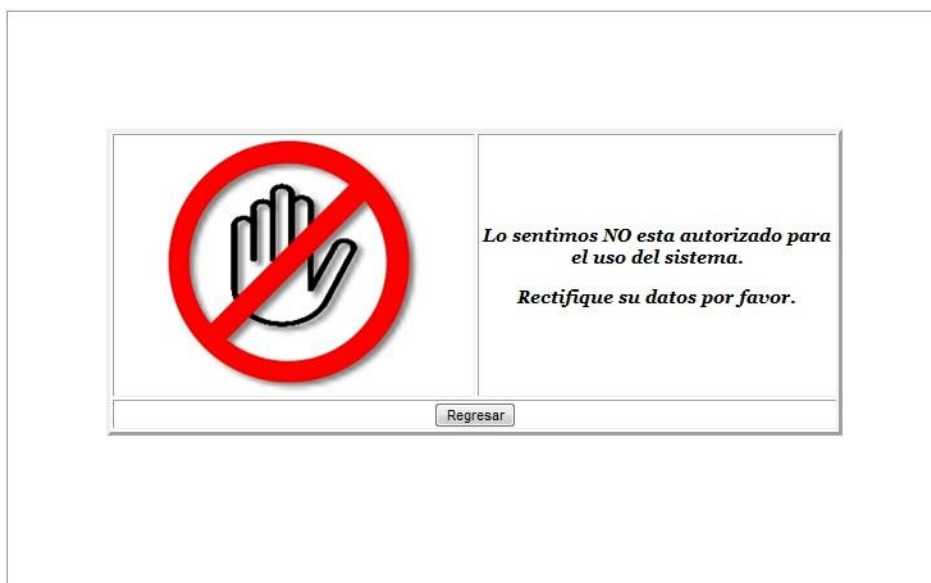 Lo sentimos NO esta autorizado para
el uso del sistema.
Rectifique su datos por favor.
Regresar